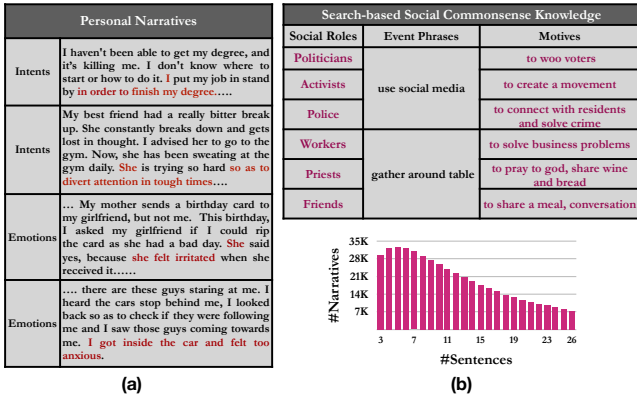 Personal Narratives
Intents
I haven't been able to get my degree, and
it's killing me. I don't know where to
start or how to do it. I put my job in stand
by in order to finish my degree.….
Intents
My best friend had a really bitter break
up. She constantly breaks down and gets
lost in thought. I advised her to go to the
gym. Now, she has been sweating at the
gym daily. She is trying so hard so as to
divert attention in tough times….
Emotions
… My mother sends a birthday card to
my girlfriend, but not me. This birthday,
I asked my girlfriend if I could rip
the card as she had a bad day. She said
yes, because she felt irritated when she
received it……
Emotions
…. there are these guys staring at me. I
heard the cars stop behind me, I looked
back so as to check if they were following
me and I saw those guys coming towards
me. I got inside the car and felt too
anxious.
(a)
Search-based Social Commonsense Knowledge
Social Roles Event Phrases Motives
Politicians to woo voters
Activists use social media to create a movement
Police to connect with residents
and solve crime
Workers to solve business problems
Priests gather around table to pray to god, share wine
and bread
Friends to share a meal, conversation
#Narratives
35K
28K
21K
14K
7K
3 7 11 15 19 23 26
#Sentences
(b)